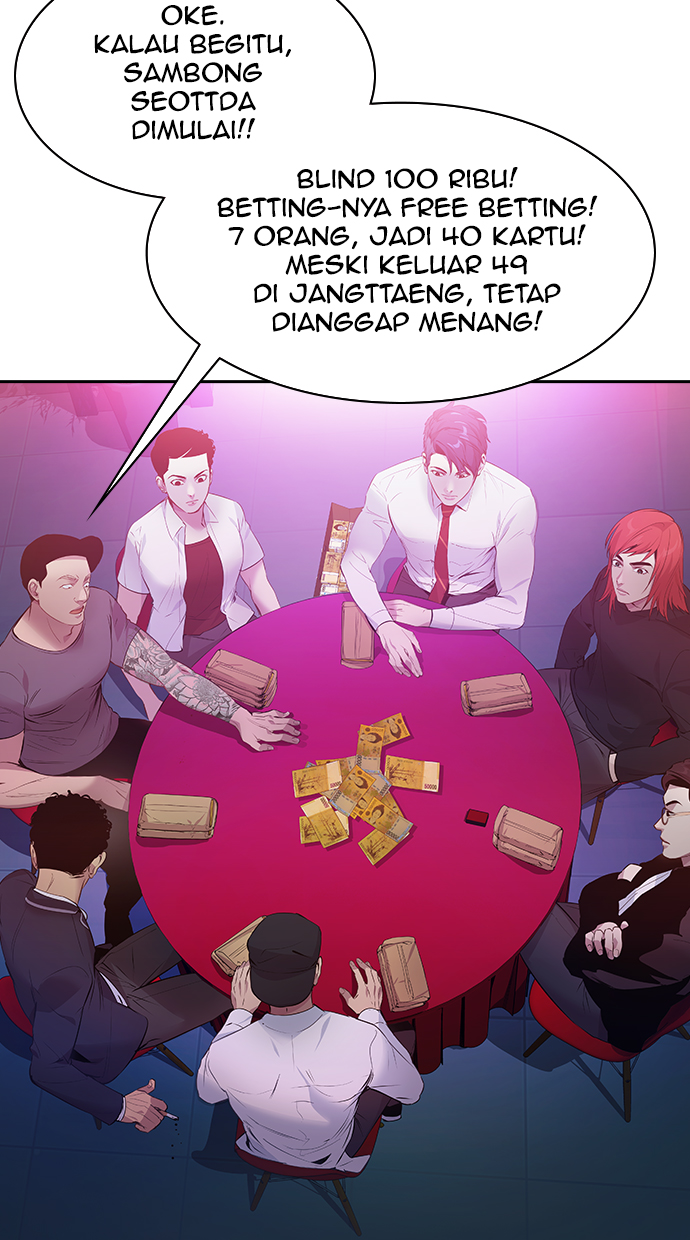 OKE.
KALAU BEGITU,
SAMBONG
SEOTTDA
DIMULAI!!
BLIND 100 RIBU!
BETTING-NYA FREE BETTING!
7 ORANG, JADI 40 KARTU!
MESKI KELUAR 49
DI JANGTTAENG, TETAP
DIANGGAP MENANG!